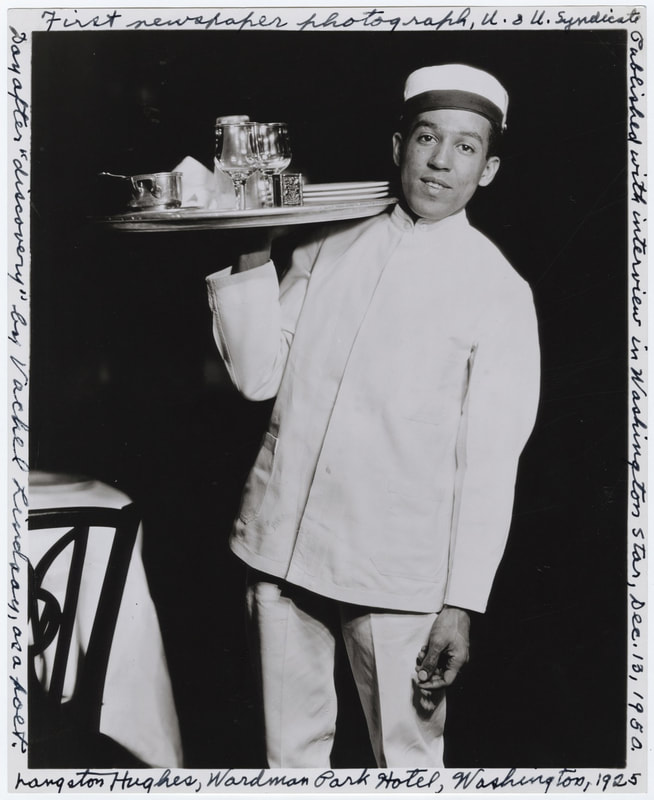 First newspaper photograph, U. & U. Syndicate
Published with interview in Washington Star, Dec. 13, 1950.
Day after "discovery" by Vachel Lindsay, as a poet.
Langston Hughes, Wardman Park Hotel, Washington, 1925